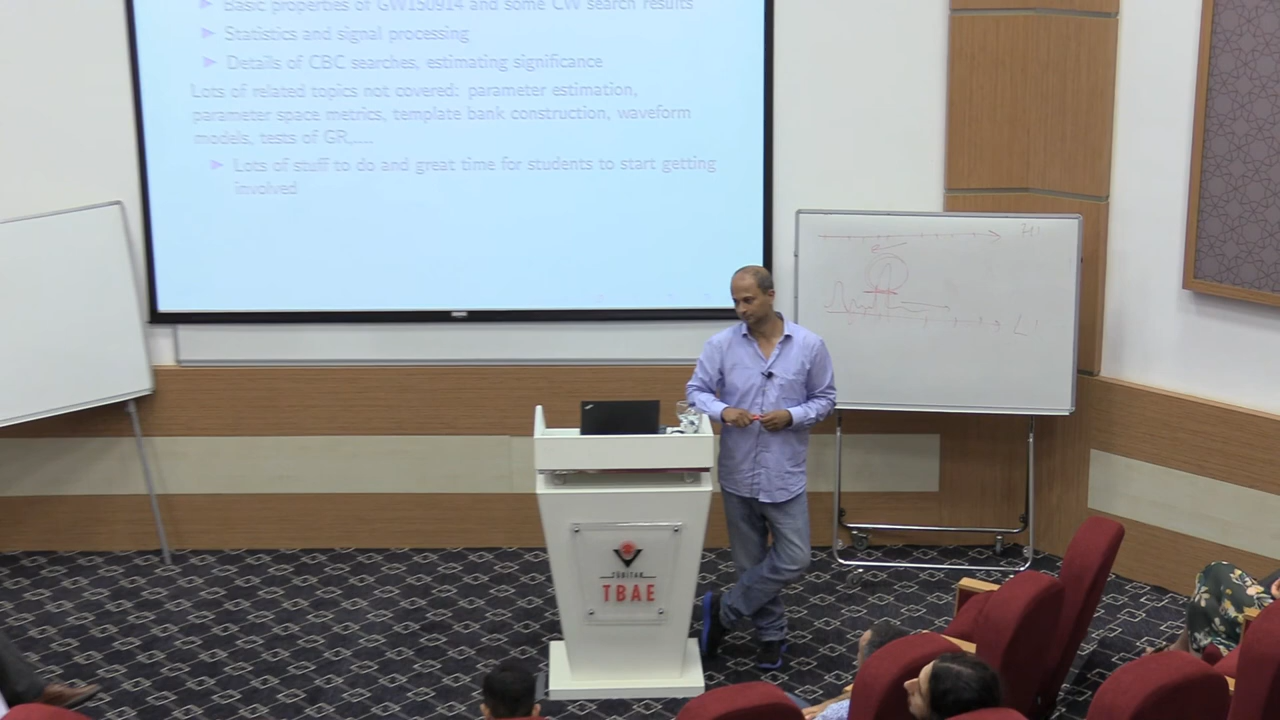 Basic properties of GW150914 and some CW search results
Statistics and signal processing
Details of CBC searches, estimating significance
Lots of related topics not covered: parameter estimation,
parameter space metrics, template bank construction, waveform
models, tests of GR,....
Lots of stuff to do and great time for students to start getting
involved
H1
L1
TÜBİTAK
TBAE